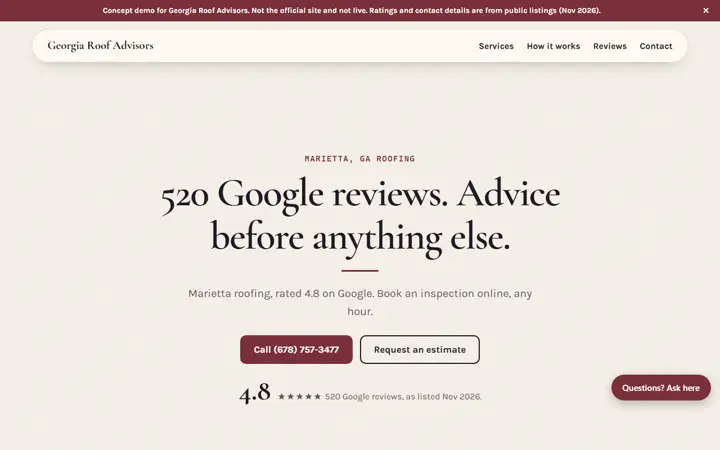 Concept demo for Georgia Roof Advisors. Not the official site and not live. Ratings and contact details are from public listings (Nov 2026). ×
Georgia Roof Advisors
Services How it works Reviews Contact
MARIETTA, GA ROOFING
520 Google reviews. Advice
before anything else.
Marietta roofing, rated 4.8 on Google. Book an inspection online, any
hour.
Call (678) 757-3477
Request an estimate
Questions? Ask here
4.8 ★★★★★ 520 Google reviews, as listed Nov 2026.